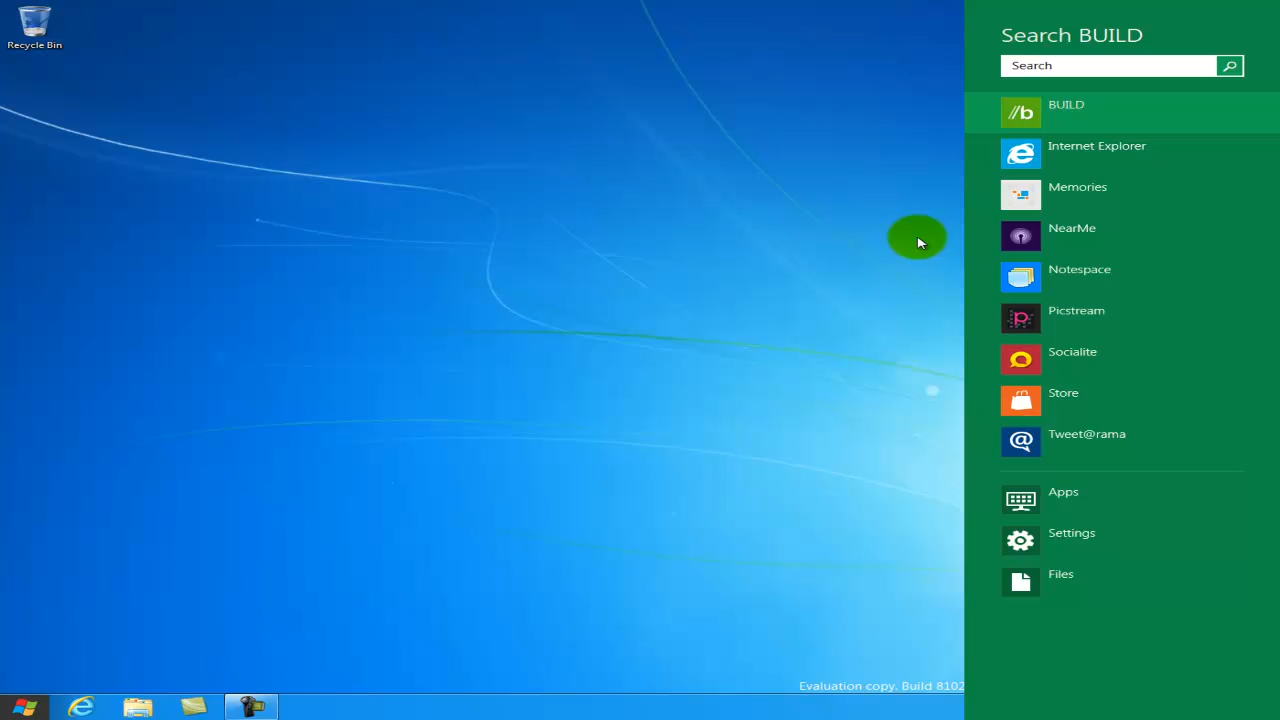 Recycle Bin
Search BUILD
Search
//b
BUILD
Internet Explorer
Memories
NearMe
Notespace
Picstream
Socialite
Store
Tweet@rama
Apps
Settings
Files
Evaluation copy. Build 8102